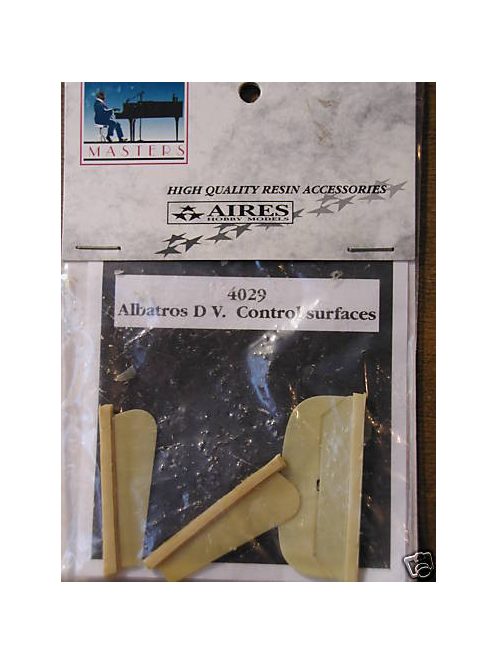 MASTERS
HIGH QUALITY RESIN ACCESSORIES
AIRES
HOBBY MODELS
4029
Albatros D V. Control surfaces